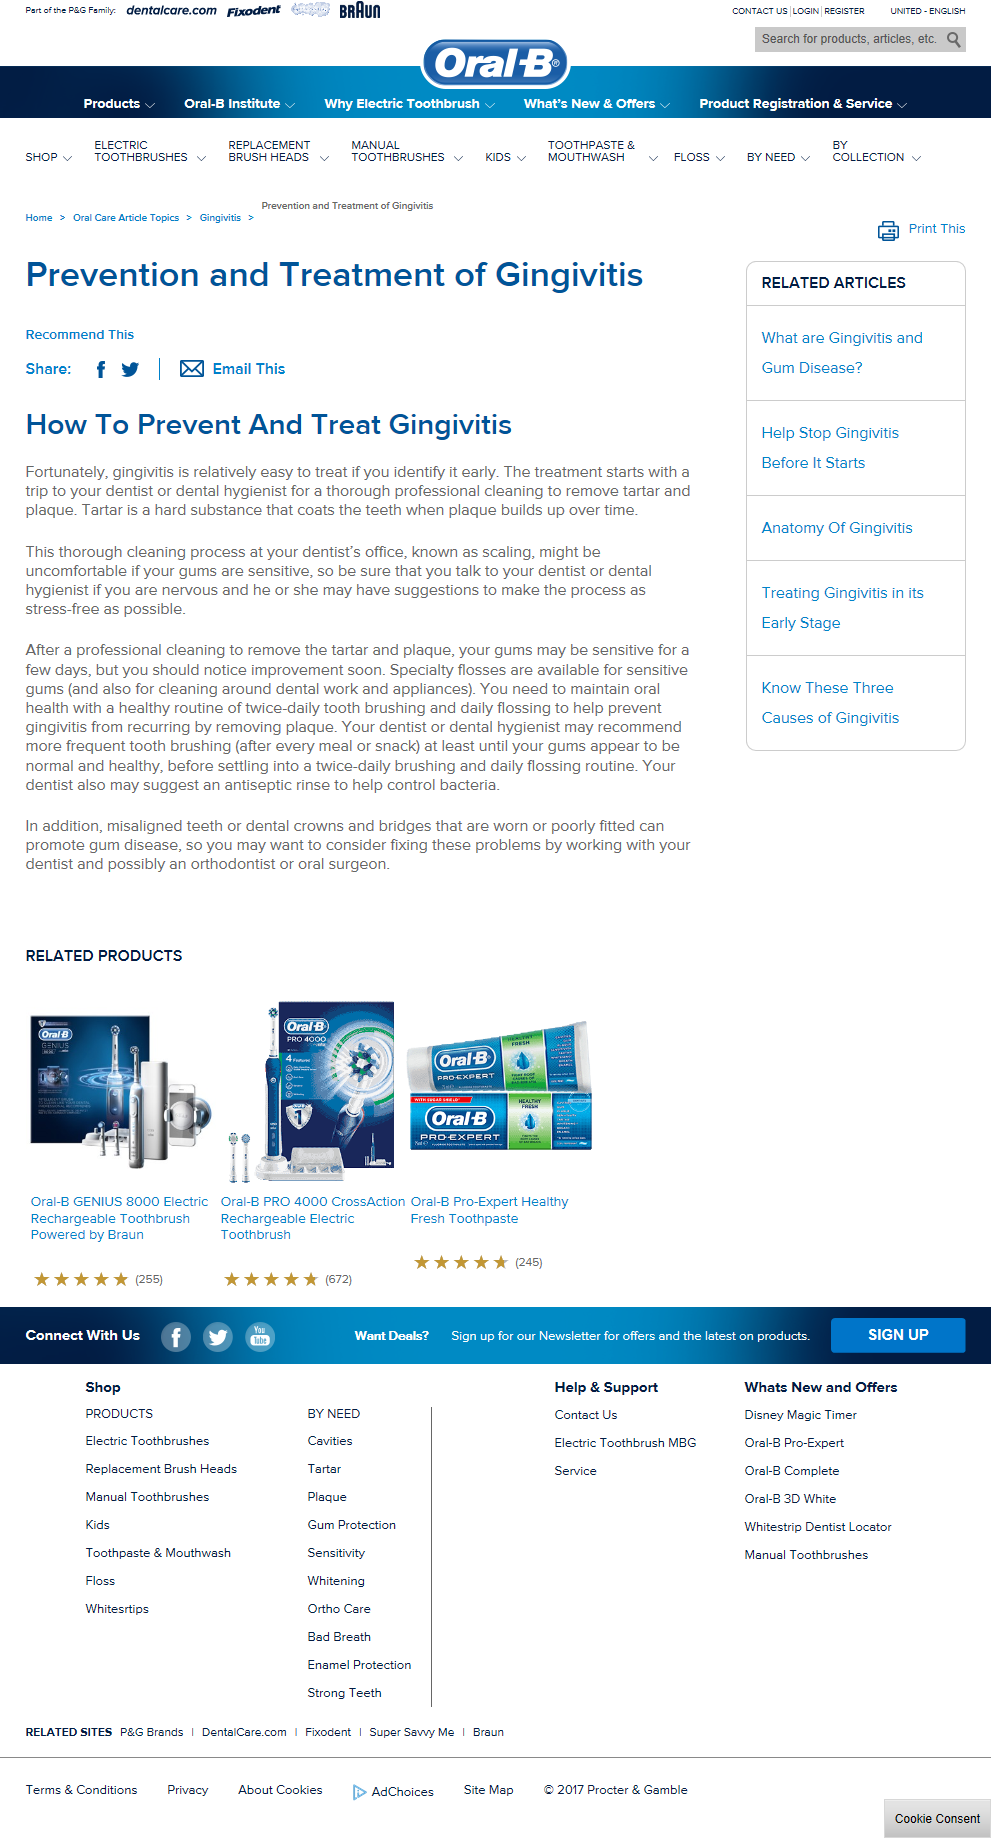 Part of the P&G Family: dentalcare.com Fixodent BRAUN
CONTACT US | LOGIN | REGISTER UNITED - ENGLISH
Search for products, articles, etc.
Oral-B®
Products Oral-B Institute Why Electric Toothbrush What's New & Offers Product Registration & Service
SHOP ELECTRIC TOOTHBRUSHES REPLACEMENT BRUSH HEADS MANUAL TOOTHBRUSHES KIDS TOOTHPASTE & MOUTHWASH FLOSS BY NEED BY COLLECTION
Home > Oral Care Article Topics > Gingivitis > Prevention and Treatment of Gingivitis
Print This
Prevention and Treatment of Gingivitis
Recommend This
Share: Email This
How To Prevent And Treat Gingivitis
Fortunately, gingivitis is relatively easy to treat if you identify it early. The treatment starts with a
trip to your dentist or dental hygienist for a thorough professional cleaning to remove tartar and
plaque. Tartar is a hard substance that coats the teeth when plaque builds up over time.
This thorough cleaning process at your dentist's office, known as scaling, might be
uncomfortable if your gums are sensitive, so be sure that you talk to your dentist or dental
hygienist if you are nervous and he or she may have suggestions to make the process as
stress-free as possible.
After a professional cleaning to remove the tartar and plaque, your gums may be sensitive for a
few days, but you should notice improvement soon. Specialty flosses are available for sensitive
gums (and also for cleaning around dental work and appliances). You need to maintain oral
health with a healthy routine of twice-daily tooth brushing and daily flossing to help prevent
gingivitis from recurring by removing plaque. Your dentist or dental hygienist may recommend
more frequent tooth brushing (after every meal or snack) at least until your gums appear to be
normal and healthy, before settling into a twice-daily brushing and daily flossing routine. Your
dentist also may suggest an antiseptic rinse to help control bacteria.
In addition, misaligned teeth or dental crowns and bridges that are worn or poorly fitted can
promote gum disease, so you may want to consider fixing these problems by working with your
dentist and possibly an orthodontist or oral surgeon.
RELATED ARTICLES
What are Gingivitis and
Gum Disease?
Help Stop Gingivitis
Before It Starts
Anatomy Of Gingivitis
Treating Gingivitis in its
Early Stage
Know These Three
Causes of Gingivitis
RELATED PRODUCTS
Oral-B
GENIUS
Oral-B
PRO 4000
Oral-B
PRO-EXPERT
HEALTHY
FRESH
Oral-B
PRO-EXPERT
HEALTHY
FRESH
Oral-B GENIUS 8000 Electric
Rechargeable Toothbrush
Powered by Braun
(255)
Oral-B PRO 4000 CrossAction
Rechargeable Electric
Toothbrush
(672)
Oral-B Pro-Expert Healthy
Fresh Toothpaste
(245)
Connect With Us You Tube Want Deals? Sign up for our Newsletter for offers and the latest on products. SIGN UP
Shop
PRODUCTS
Electric Toothbrushes
Replacement Brush Heads
Manual Toothbrushes
Kids
Toothpaste & Mouthwash
Floss
Whitesrtips
BY NEED
Cavities
Tartar
Plaque
Gum Protection
Sensitivity
Whitening
Ortho Care
Bad Breath
Enamel Protection
Strong Teeth
Help & Support
Contact Us
Electric Toothbrush MBG
Service
Whats New and Offers
Disney Magic Timer
Oral-B Pro-Expert
Oral-B Complete
Oral-B 3D White
Whitestrip Dentist Locator
Manual Toothbrushes
RELATED SITES P&G Brands | DentalCare.com | Fixodent | Super Savvy Me | Braun
Terms & Conditions Privacy About Cookies AdChoices Site Map © 2017 Procter & Gamble
Cookie Consent